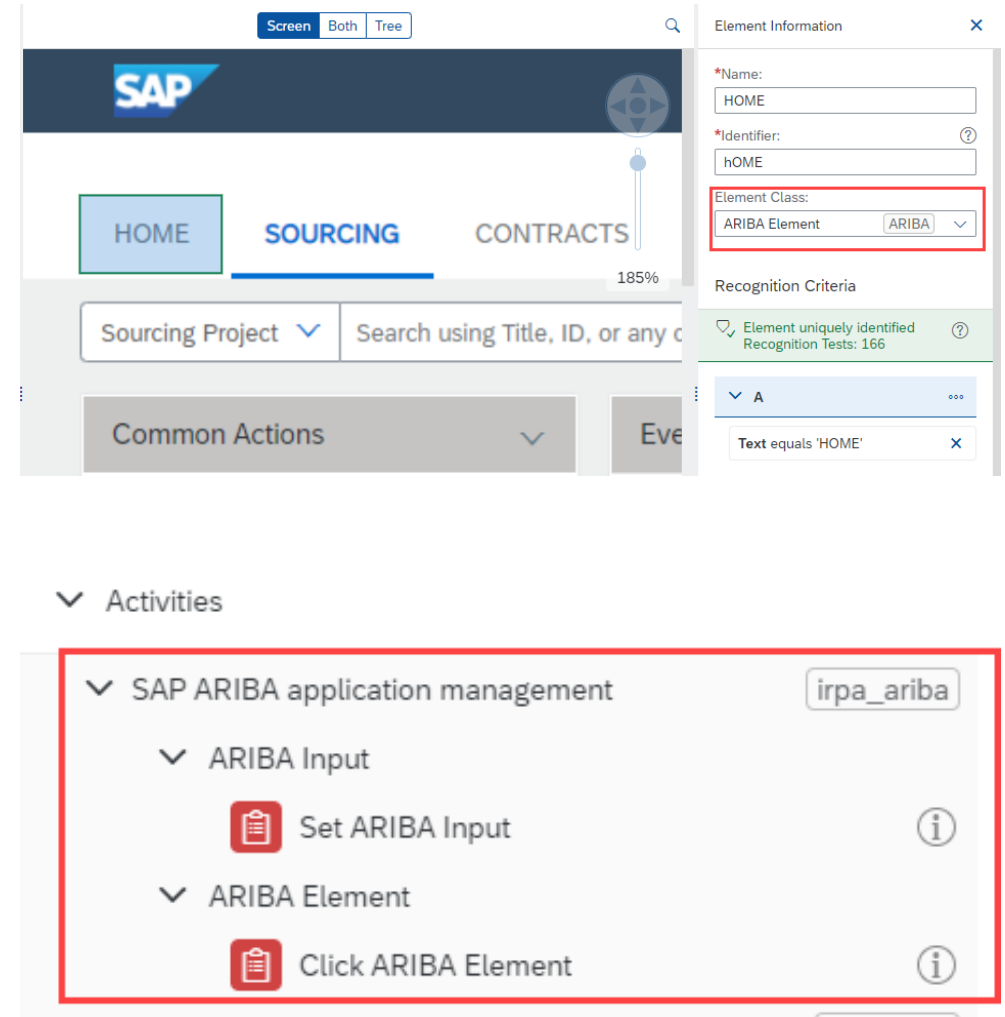 Screen Both Tree
SAP
HOME SOURCING CONTRACTS
185%
Sourcing Project Search using Title, ID, or any
Common Actions
Element Information
*Name:
HOME
*Identifier:
hOME
Element Class:
ARIBA Element ARIBA
Recognition Criteria
Element uniquely identified
Recognition Tests: 166
A
Text equals 'HOME'
Activities
SAP ARIBA application management irpa_ariba
ARIBA Input
Set ARIBA Input
ARIBA Element
Click ARIBA Element